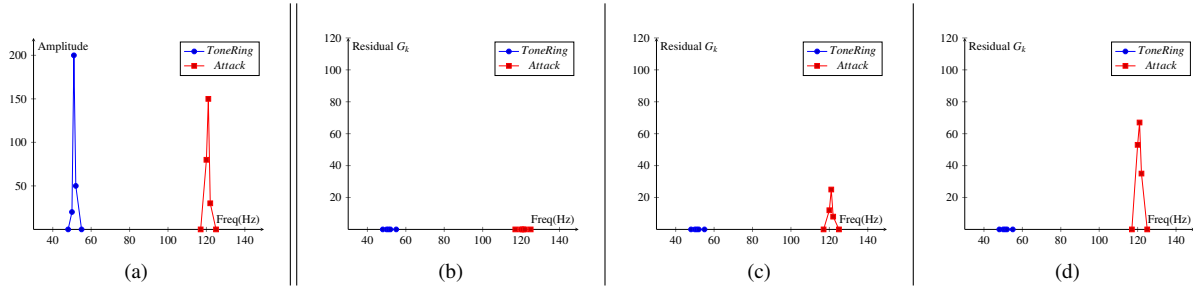 Amplitude
ToneRing
Attack
200
150
100
50
40 60 80 100 120 140
Freq(Hz)
(a)
Residual G_k
ToneRing
Attack
120
100
80
60
40
20
40 60 80 100 120 140
Freq(Hz)
(b)
Residual G_k
ToneRing
Attack
120
100
80
60
40
20
40 60 80 100 120 140
Freq(Hz)
(c)
Residual G_k
ToneRing
Attack
120
100
80
60
40
20
40 60 80 100 120 140
Freq(Hz)
(d)